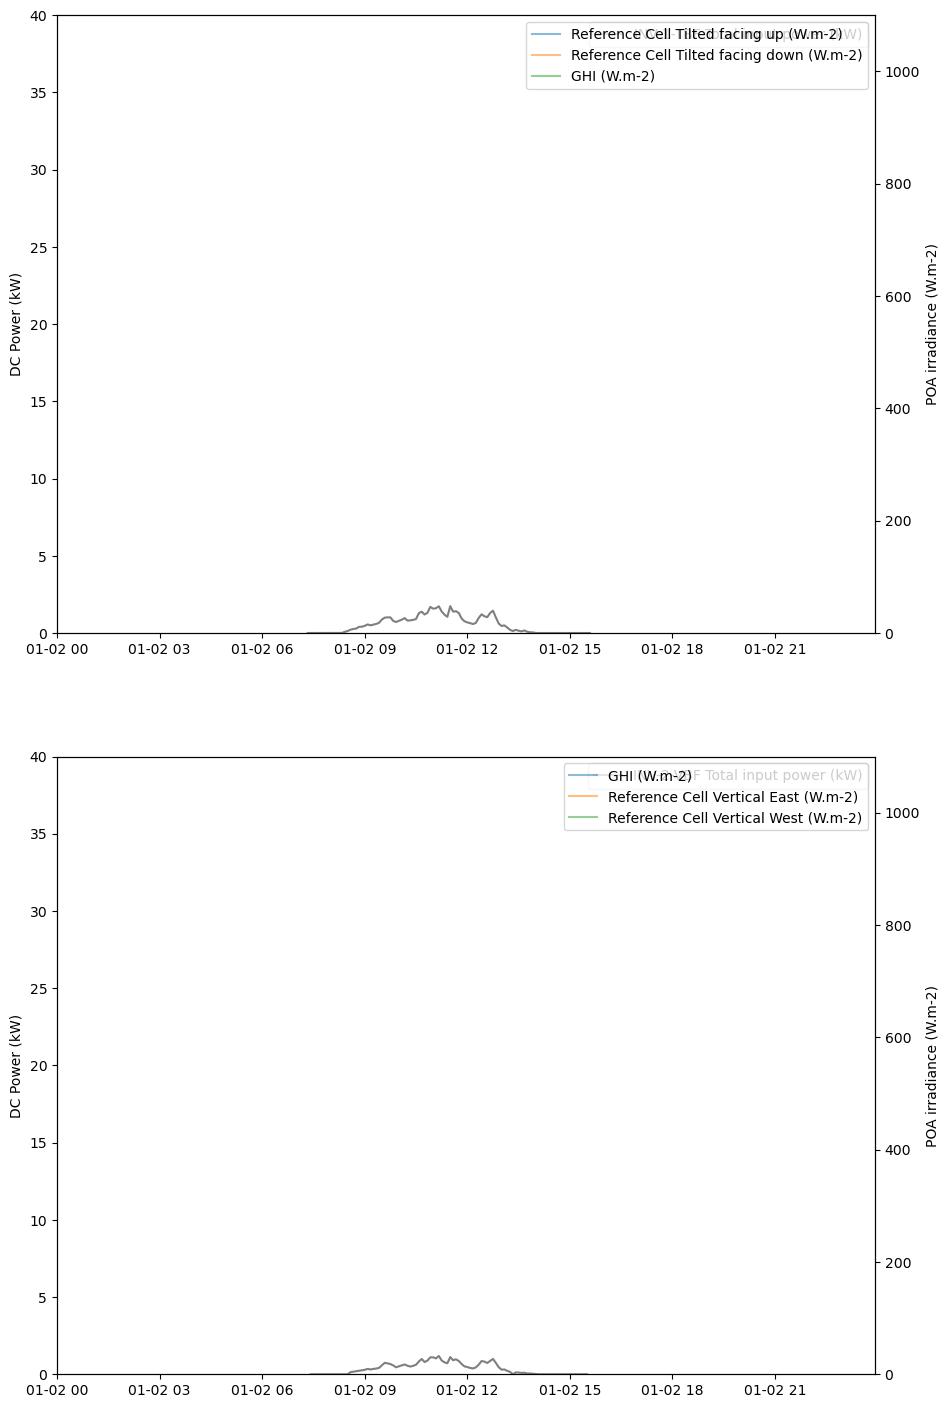 40
35
30
25
20
15
10
5
0
DC Power (kW)
Reference Cell Tilted facing up (W.m-2)
Reference Cell Tilted facing down (W.m-2)
GHI (W.m-2)
1000
800
600
400
200
0
POA irradiance (W.m-2)
01-02 00 01-02 03 01-02 06 01-02 09 01-02 12 01-02 15 01-02 18 01-02 21
40
35
30
25
20
15
10
5
0
DC Power (kW)
GHI (W.m-2)
Total input power (kW)
Reference Cell Vertical East (W.m-2)
Reference Cell Vertical West (W.m-2)
1000
800
600
400
200
0
POA irradiance (W.m-2)
01-02 00 01-02 03 01-02 06 01-02 09 01-02 12 01-02 15 01-02 18 01-02 21